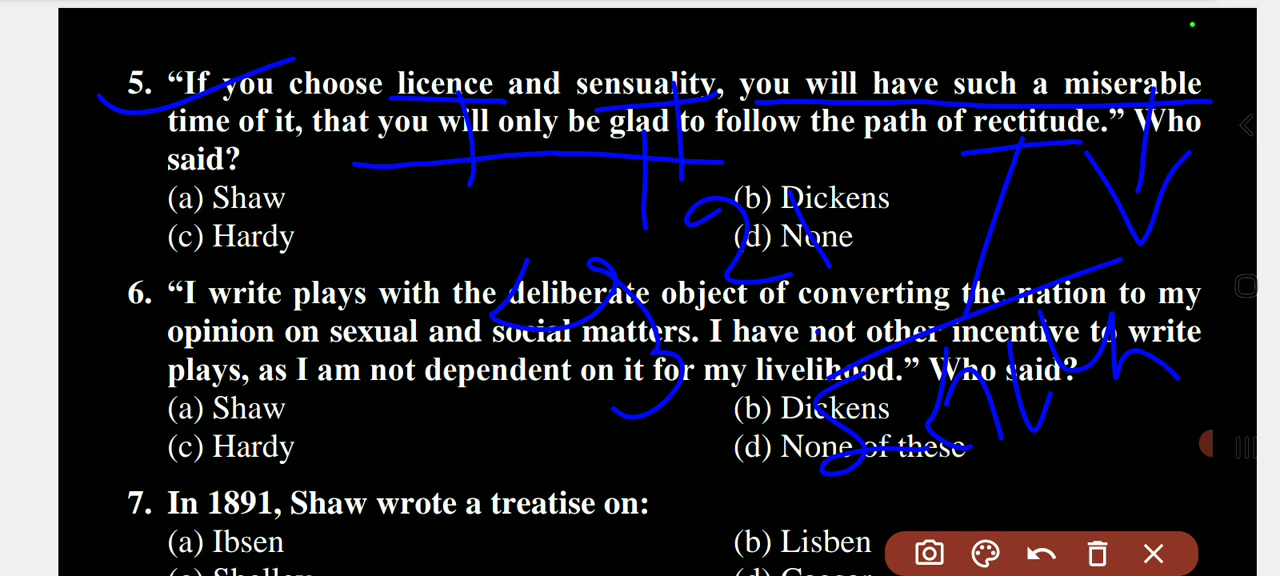 5. “If you choose licence and sensuality, you will have such a miserable
time of it, that you will only be glad to follow the path of rectitude.” Who
said?
(a) Shaw (b) Dickens
(c) Hardy (d) None
6. “I write plays with the deliberate object of converting the nation to my
opinion on sexual and social matters. I have not other incentive to write
plays, as I am not dependent on it for my livelihood.” Who said?
(a) Shaw (b) Dickens
(c) Hardy (d) None of these
7. In 1891, Shaw wrote a treatise on:
(a) Ibsen (b) Lisben